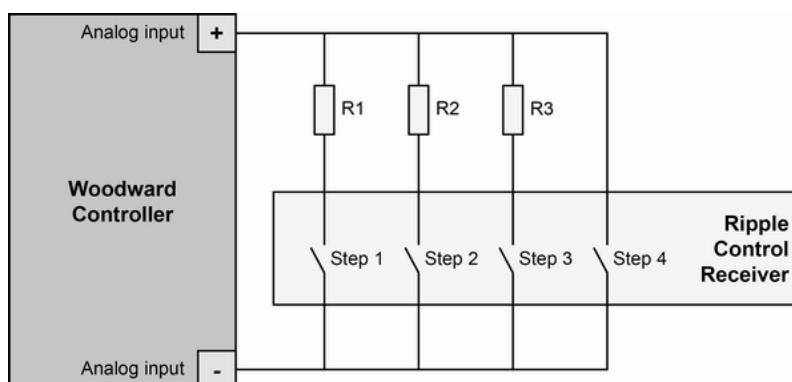 Analog input +
R1 R2 R3
Woodward
Controller
Ripple
Control
Receiver
Step 1 Step 2 Step 3 Step 4
Analog input -